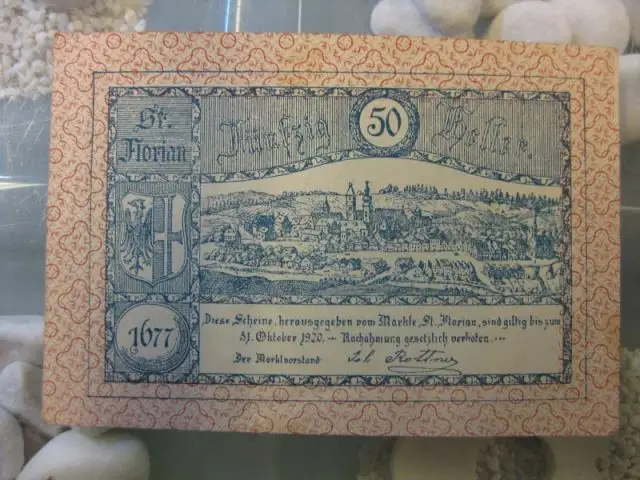 St.
Florian
Fünfzig 50 Heller.
1677
Diese Scheine, herausgegeben vom Markte, St. Florian, sind giltig bis zum
31. Oktober 1920. — Nachahmung gesetzlich verboten.
Der Marktvorstand
Joh.